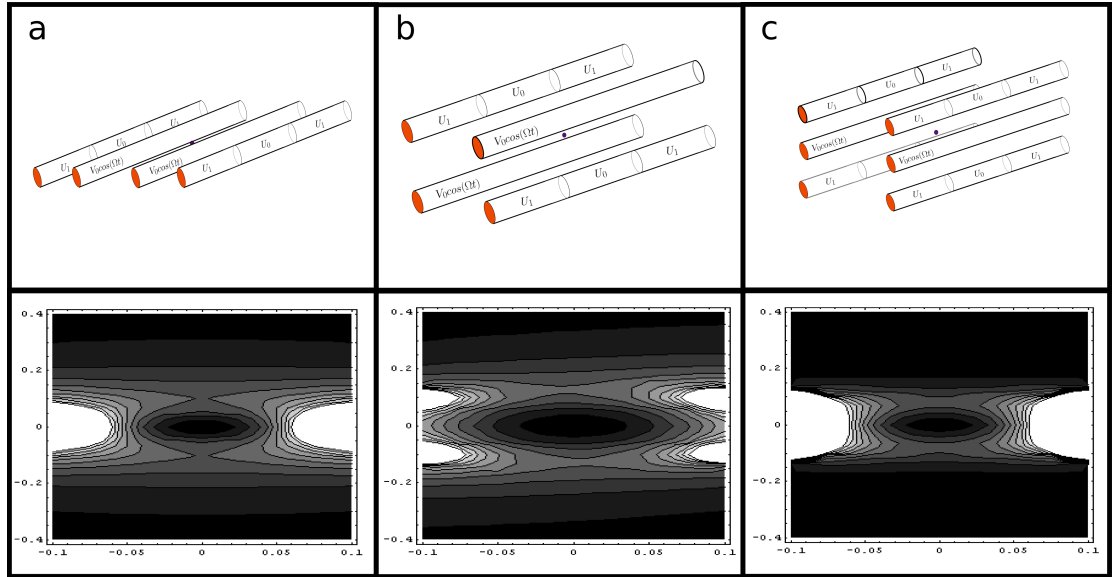 a
U₁ U₀ U₁
V₀cos(Ωt)
V₀cos(Ωt)
U₁ U₀ U₁
b
U₁ U₀ U₁
V₀cos(Ωt)
V₀cos(Ωt)
U₁ U₀ U₁
c
U₁ U₀ U₁
U₁ U₀ U₁
V₀cos(Ωt)
V₀cos(Ωt)
U₁
U₁ U₀ U₁
0.4
0.2
0
-0.2
-0.4
-0.1 -0.05 0 0.05 0.1
0.4
0.2
0
-0.2
-0.4
-0.1 -0.05 0 0.05 0.1
0.4
0.2
0
-0.2
-0.4
-0.1 -0.05 0 0.05 0.1